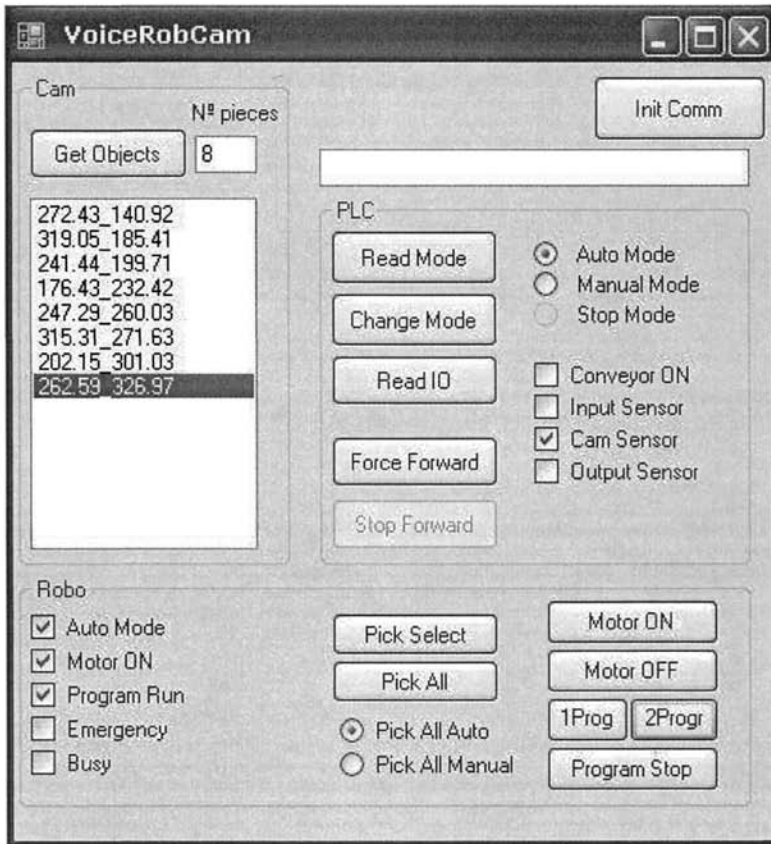 VoiceRobCam
Cam
Nº pieces
Get Objects
8
272.43_140.92
319.05_185.41
241.44_199.71
176.43_232.42
247.29_260.03
315.31_271.63
202.15_301.03
262.59_326.97
Init Comm
PLC
Read Mode
Change Mode
Read IO
Force Forward
Stop Forward
Auto Mode
Manual Mode
Stop Mode
Conveyor ON
Input Sensor
Cam Sensor
Output Sensor
Robo
Auto Mode
Motor ON
Program Run
Emergency
Busy
Pick Select
Pick All
Pick All Auto
Pick All Manual
Motor ON
Motor OFF
1Prog 2Progr
Program Stop